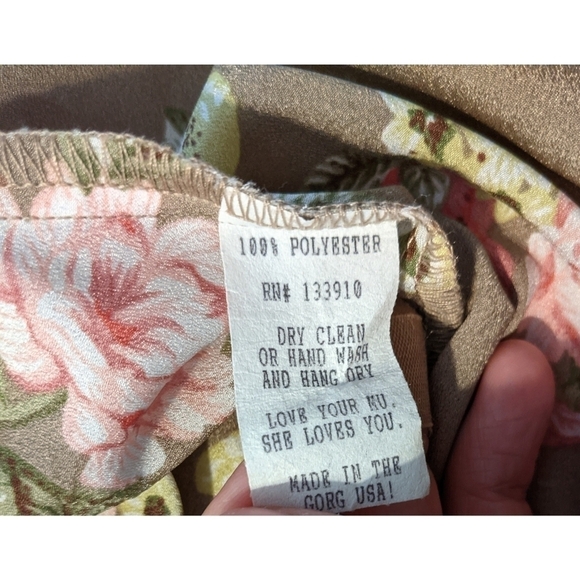 100% POLYESTER
RN# 133910
DRY CLEAN
OR HAND WASH
AND HANG DRY
LOVE YOUR MU.
SHE LOVES YOU.
MADE IN THE
GORG USA!